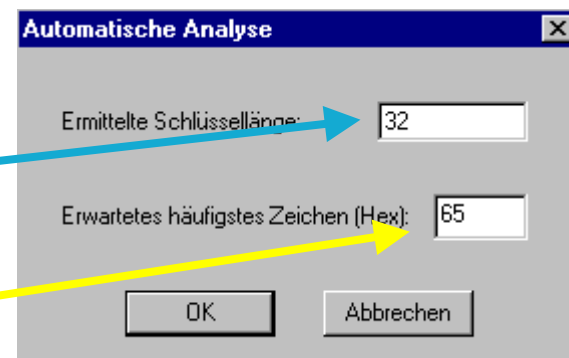 Automatische Analyse
Ermittelte Schlüssellänge: 32
Erwartetes häufigstes Zeichen (Hex): 65
OK Abbrechen